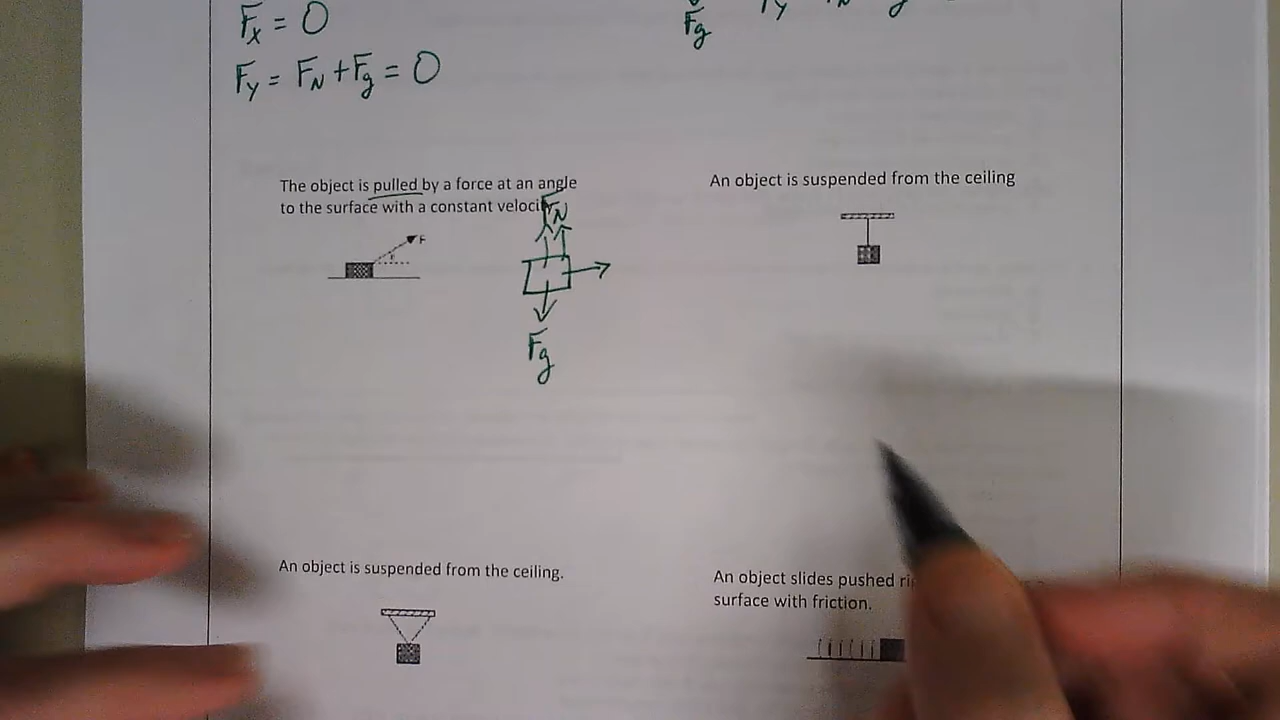 Fx = 0
Fy = FN + Fg = 0
Fg
The object is pulled by a force at an angle
to the surface with a constant velocity
F
FN
Fg
An object is suspended from the ceiling
An object is suspended from the ceiling.
An object slides pushed
surface with friction.